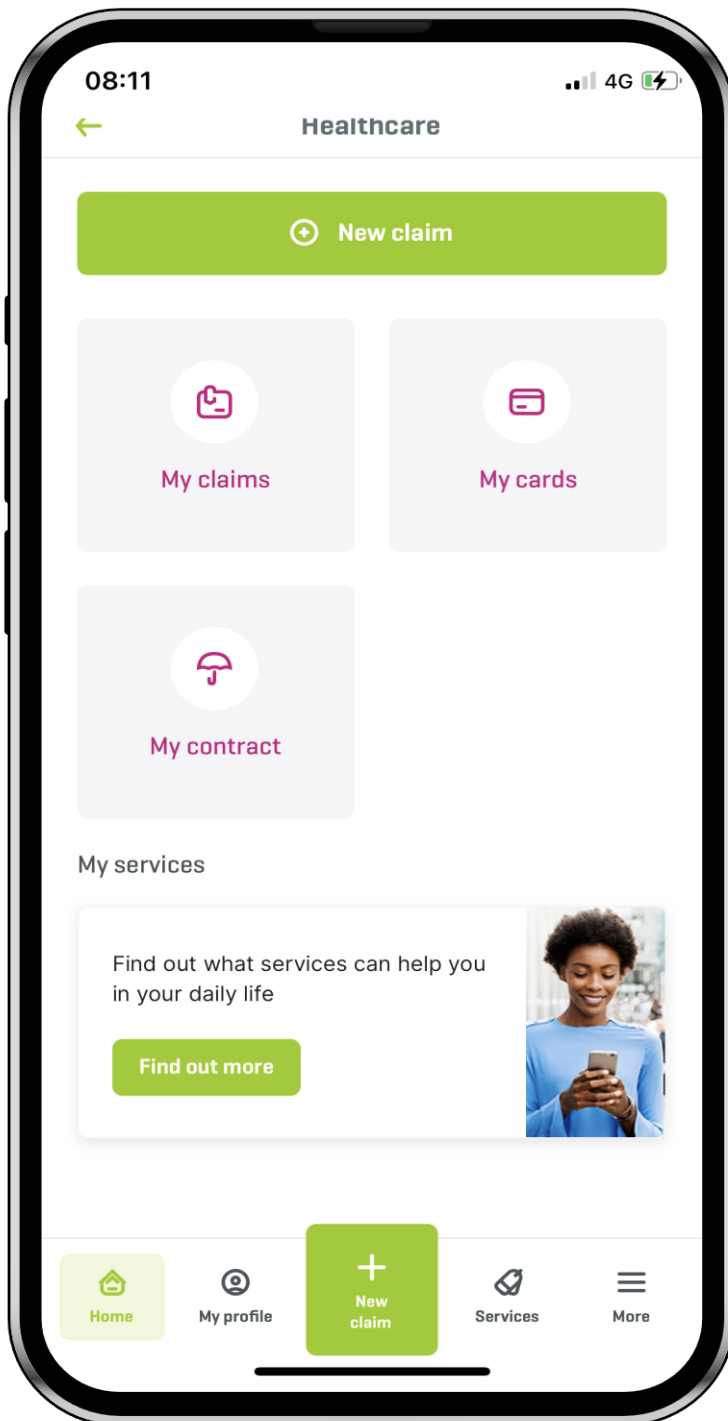 08:11
4G
Healthcare
New claim
My claims
My cards
My contract
My services
Find out what services can help you
in your daily life
Find out more
Home
My profile
New
claim
Services
More